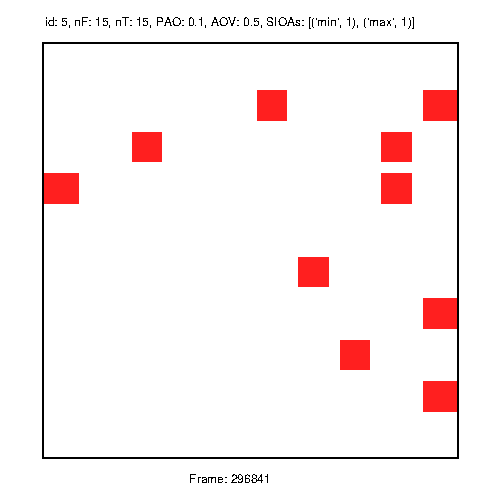 id: 5, nF: 15, nT: 15, PAO: 0.1, AOV: 0.5, SIOAs: [('min', 1), ('max', 1)]
Frame: 296841